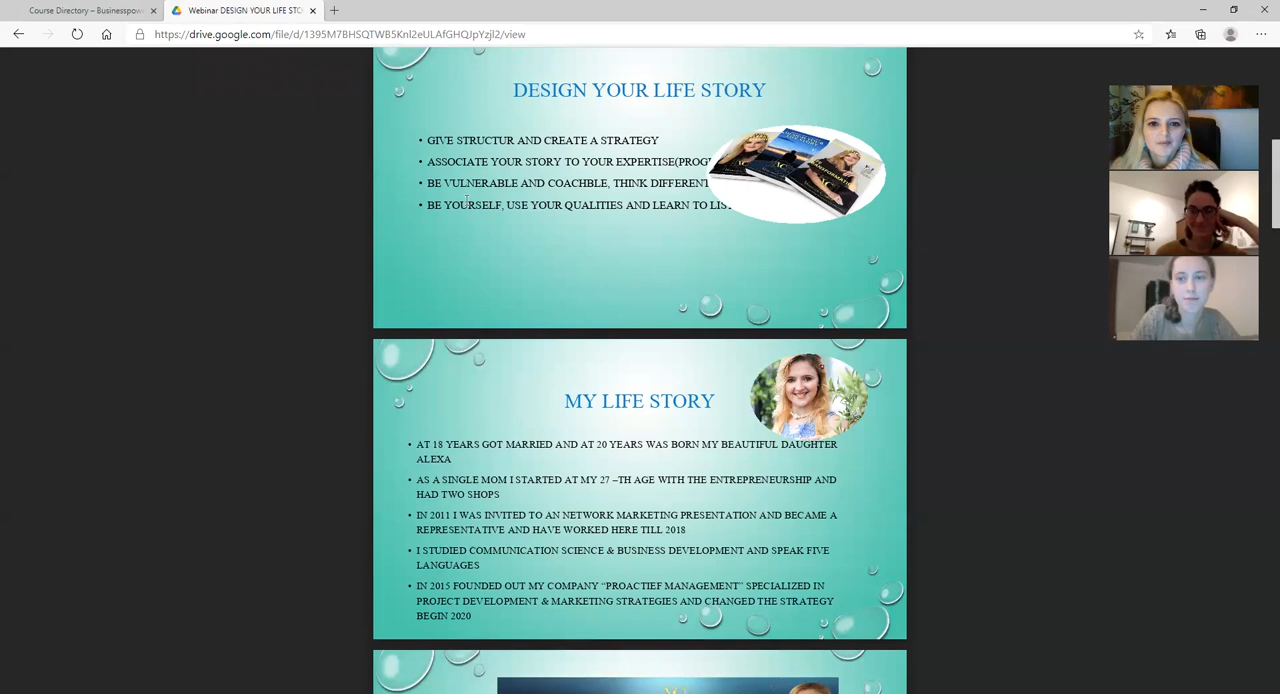 Course Directory – Businesspow
Webinar DESIGN YOUR LIFE STO
https://drive.google.com/file/d/1395M7BHSQTWB5Knl2eULAfGHQJpYzjl2/view
DESIGN YOUR LIFE STORY
• GIVE STRUCTUR AND CREATE A STRATEGY
• ASSOCIATE YOUR STORY TO YOUR EXPERTISE(PROG
• BE VULNERABLE AND COACHBLE, THINK DIFFERENT
• BE YOURSELF, USE YOUR QUALITIES AND LEARN TO LIS
MY LIFE STORY
• AT 18 YEARS GOT MARRIED AND AT 20 YEARS WAS BORN MY BEAUTIFUL DAUGHTER
ALEXA
• AS A SINGLE MOM I STARTED AT MY 27 –TH AGE WITH THE ENTREPRENEURSHIP AND
HAD TWO SHOPS
• IN 2011 I WAS INVITED TO AN NETWORK MARKETING PRESENTATION AND BECAME A
REPRESENTATIVE AND HAVE WORKED HERE TILL 2018
• I STUDIED COMMUNICATION SCIENCE & BUSINESS DEVELOPMENT AND SPEAK FIVE
LANGUAGES
• IN 2015 FOUNDED OUT MY COMPANY “PROACTIEF MANAGEMENT” SPECIALIZED IN
PROJECT DEVELOPMENT & MARKETING STRATEGIES AND CHANGED THE STRATEGY
BEGIN 2020